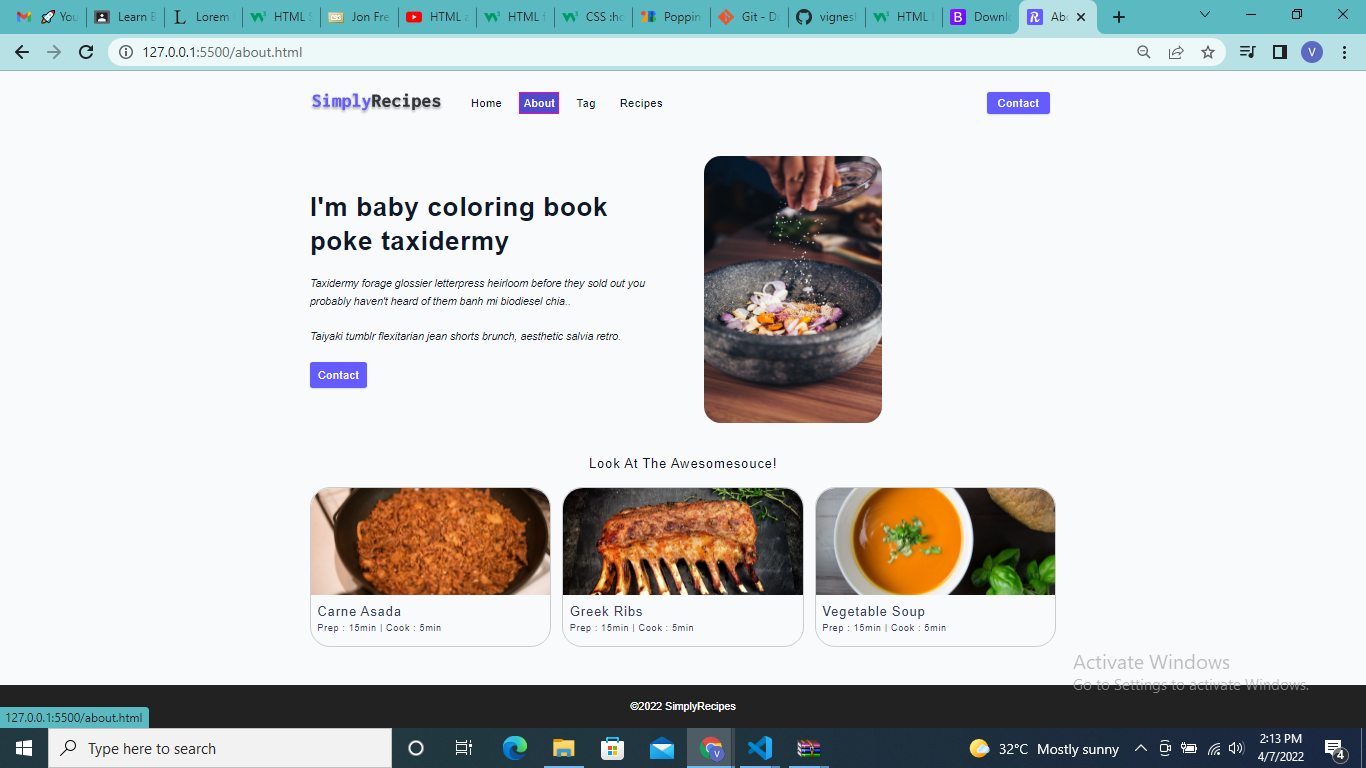 You
Learn
Lorem
HTML
Jon Fre
HTML
HTML
CSS :ho
Poppin
Git - D
vignes
HTML
Downl
Abo
127.0.0.1:5500/about.html
V
SimplyRecipes
Home
About
Tag
Recipes
Contact
I'm baby coloring book
poke taxidermy
Taxidermy forage glossier letterpress heirloom before they sold out you
probably haven't heard of them banh mi biodiesel chia..
Taiyaki tumblr flexitarian jean shorts brunch, aesthetic salvia retro.
Contact
Look At The Awesomesouce!
Carne Asada
Prep : 15min | Cook : 5min
Greek Ribs
Prep : 15min | Cook : 5min
Vegetable Soup
Prep : 15min | Cook : 5min
Activate Windows
Go to Settings to activate Windows.
©2022 SimplyRecipes
127.0.0.1:5500/about.html
Type here to search
V
32°C Mostly sunny
2:13 PM
4/7/2022
4